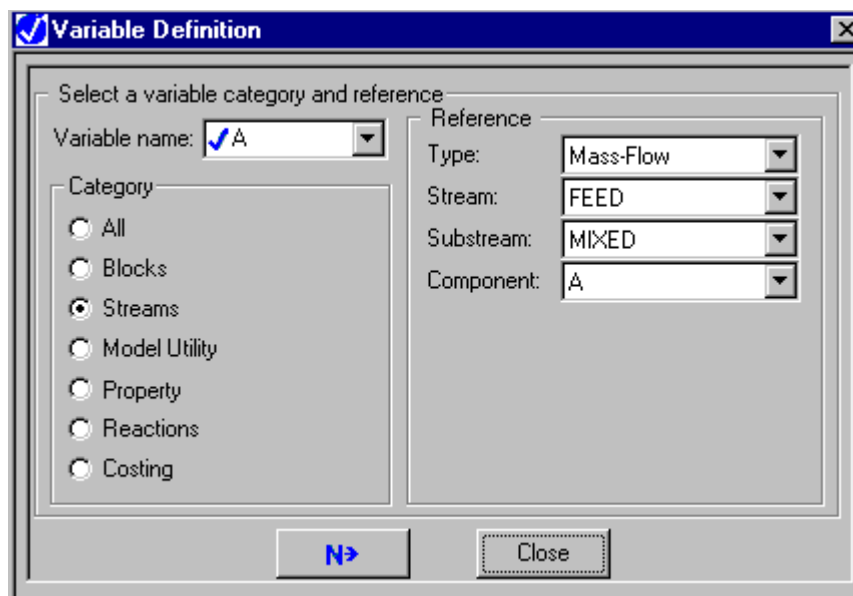 Variable Definition
Select a variable category and reference
Variable name: A
Category
All
Blocks
Streams
Model Utility
Property
Reactions
Costing
Reference
Type: Mass-Flow
Stream: FEED
Substream: MIXED
Component: A
N
Close